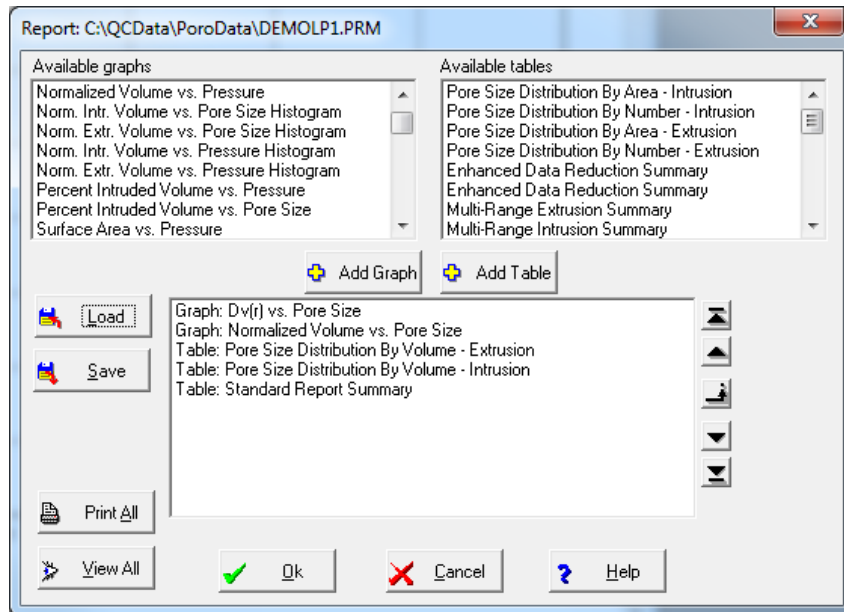 Report: C:\QCData\PoroData\DEMOLP1.PRM
Available graphs
Normalized Volume vs. Pressure
Norm. Intr. Volume vs. Pore Size Histogram
Norm. Extr. Volume vs. Pore Size Histogram
Norm. Intr. Volume vs. Pressure Histogram
Norm. Extr. Volume vs. Pressure Histogram
Percent Intruded Volume vs. Pressure
Percent Intruded Volume vs. Pore Size
Surface Area vs. Pressure
Available tables
Pore Size Distribution By Area - Intrusion
Pore Size Distribution By Number - Intrusion
Pore Size Distribution By Area - Extrusion
Pore Size Distribution By Number - Extrusion
Enhanced Data Reduction Summary
Enhanced Data Reduction Summary
Multi-Range Extrusion Summary
Multi-Range Intrusion Summary
Add Graph
Add Table
Load
Save
Graph: Dv(r) vs. Pore Size
Graph: Normalized Volume vs. Pore Size
Table: Pore Size Distribution By Volume - Extrusion
Table: Pore Size Distribution By Volume - Intrusion
Table: Standard Report Summary
Print All
View All
Ok
Cancel
Help